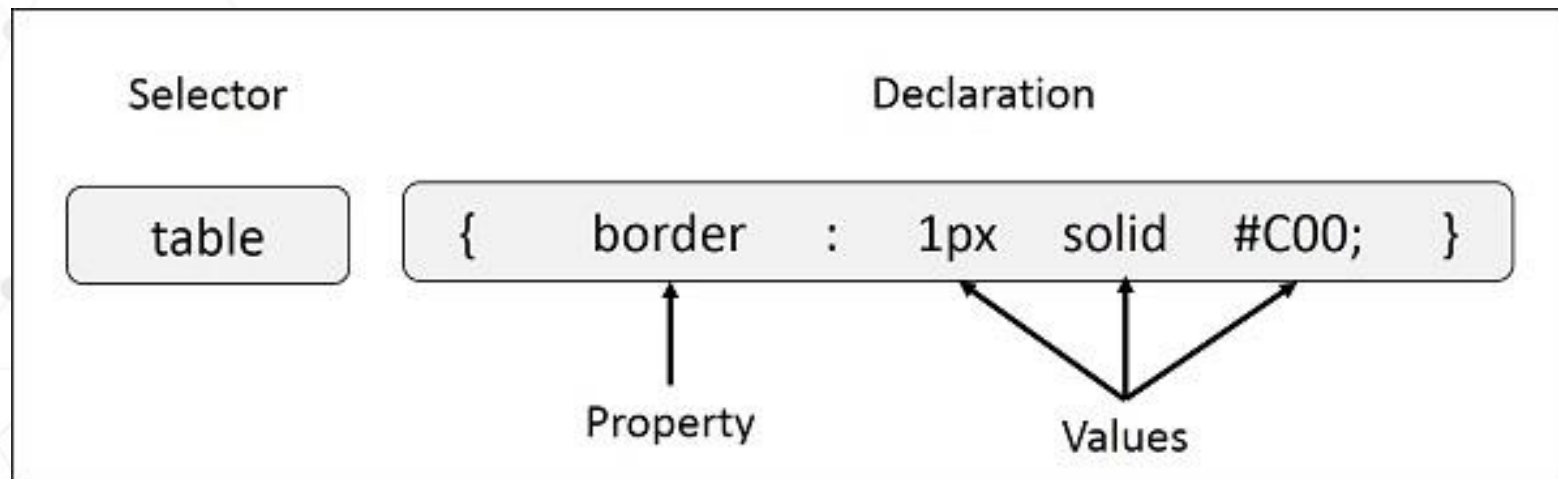 Selector Declaration
table { border : 1px solid #C00; }
Property Values